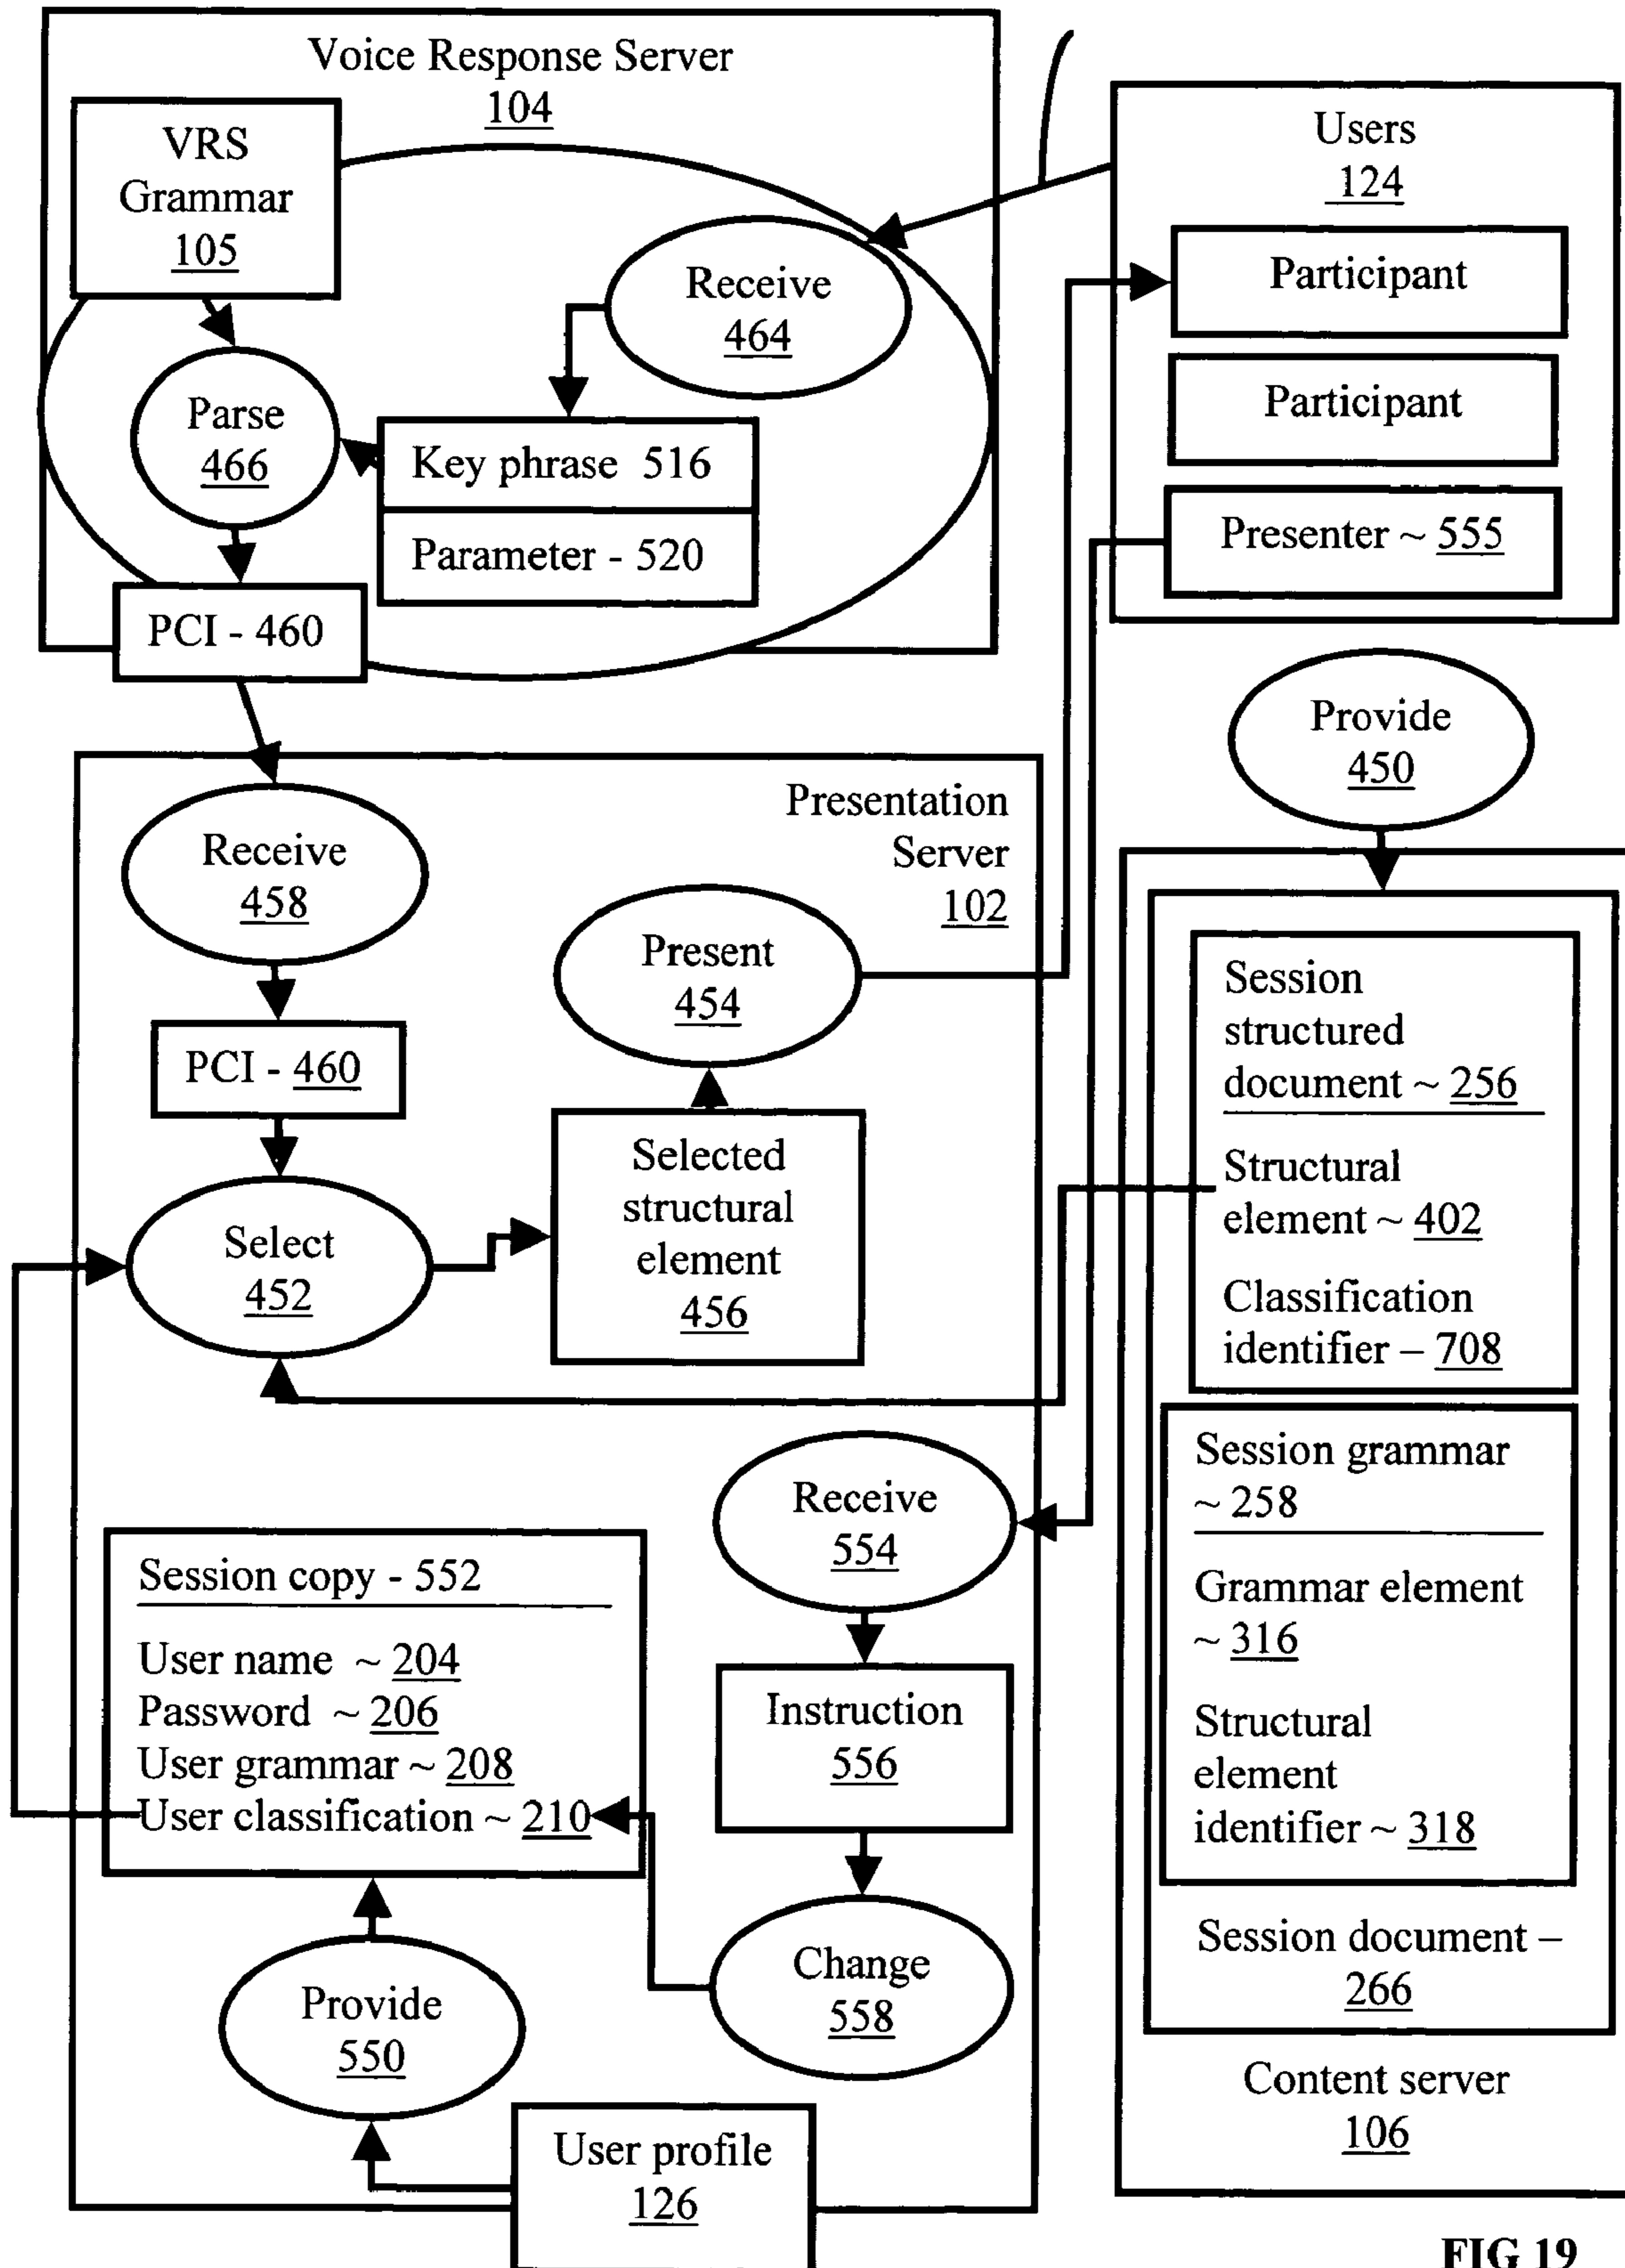 Voice Response Server
104
VRS
Grammar
105
Receive
464
Parse
466
Key phrase 516
Parameter - 520
PCI - 460
Users
124
Participant
Participant
Presenter ~ 555
Provide
450
Presentation
Server
102
Receive
458
PCI - 460
Select
452
Present
454
Selected
structural
element
456
Session
structured
document ~ 256
Structural
element ~ 402
Classification
identifier – 708
Session grammar
~ 258
Grammar element
~ 316
Structural
element
identifier ~ 318
Session document –
266
Content server
106
Receive
554
Instruction
556
Change
558
Session copy - 552
User name ~ 204
Password ~ 206
User grammar ~ 208
User classification ~ 210
Provide
550
User profile
126
FIG 19